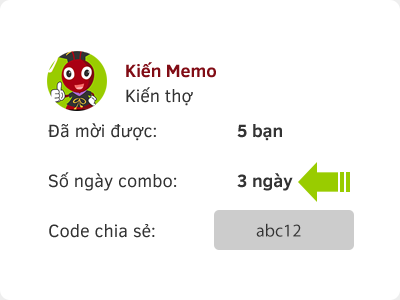 Kiến Memo
Kiến thợ
Đã mời được: 5 bạn
Số ngày combo: 3 ngày
Code chia sẻ: abc12